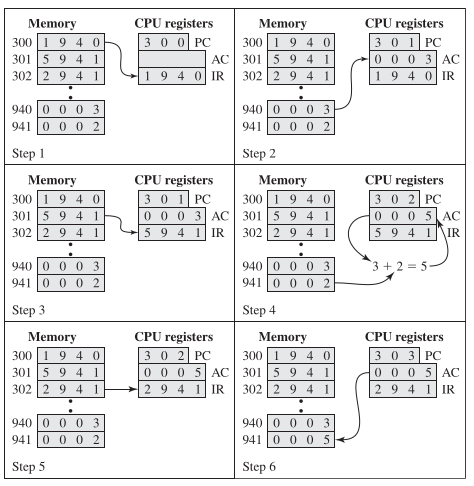 Memory CPU registers
300 1 9 4 0 3 0 0 PC
301 5 9 4 1 AC
302 2 9 4 1 1 9 4 0 IR
940 0 0 0 3
941 0 0 0 2
Step 1
Memory CPU registers
300 1 9 4 0 3 0 1 PC
301 5 9 4 1 0 0 0 3 AC
302 2 9 4 1 1 9 4 0 IR
940 0 0 0 3
941 0 0 0 2
Step 2
Memory CPU registers
300 1 9 4 0 3 0 1 PC
301 5 9 4 1 0 0 0 3 AC
302 2 9 4 1 5 9 4 1 IR
940 0 0 0 3
941 0 0 0 2
Step 3
Memory CPU registers
300 1 9 4 0 3 0 2 PC
301 5 9 4 1 0 0 0 5 AC
302 2 9 4 1 5 9 4 1 IR
940 0 0 0 3 3 + 2 = 5
941 0 0 0 2
Step 4
Memory CPU registers
300 1 9 4 0 3 0 2 PC
301 5 9 4 1 0 0 0 5 AC
302 2 9 4 1 2 9 4 1 IR
940 0 0 0 3
941 0 0 0 2
Step 5
Memory CPU registers
300 1 9 4 0 3 0 3 PC
301 5 9 4 1 0 0 0 5 AC
302 2 9 4 1 2 9 4 1 IR
940 0 0 0 3
941 0 0 0 5
Step 6